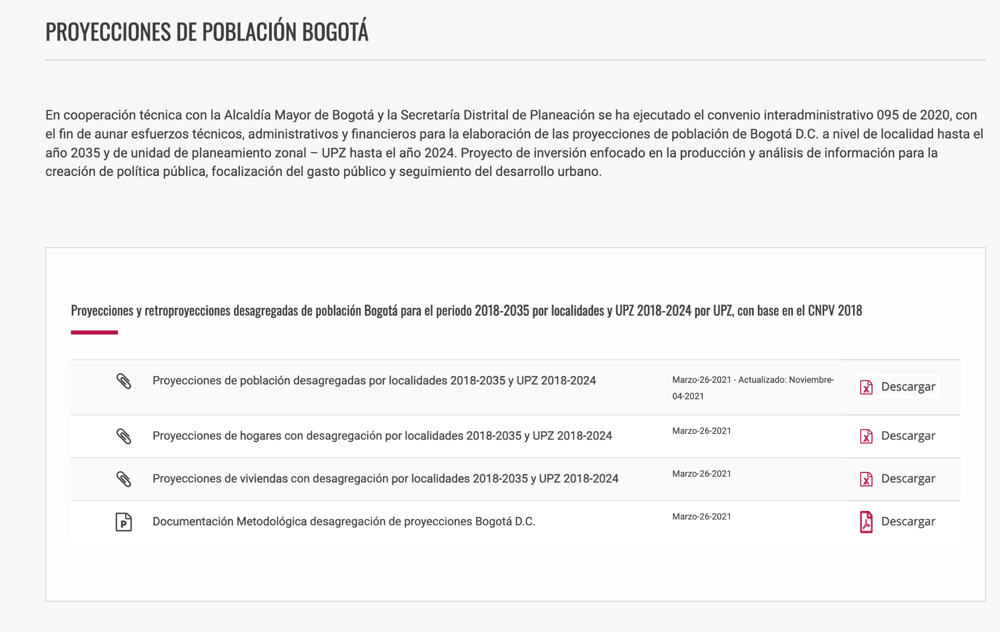 PROYECCIONES DE POBLACIÓN BOGOTÁ
En cooperación técnica con la Alcaldía Mayor de Bogotá y la Secretaría Distrital de Planeación se ha ejecutado el convenio interadministrativo 095 de 2020, con
el fin de aunar esfuerzos técnicos, administrativos y financieros para la elaboración de las proyecciones de población de Bogotá D.C. a nivel de localidad hasta el
año 2035 y de unidad de planeamiento zonal – UPZ hasta el año 2024. Proyecto de inversión enfocado en la producción y análisis de información para la
creación de política pública, focalización del gasto público y seguimiento del desarrollo urbano.
Proyecciones y retroproyecciones desagregadas de población Bogotá para el periodo 2018-2035 por localidades y UPZ 2018-2024 por UPZ, con base en el CNPV 2018
Proyecciones de población desagregadas por localidades 2018-2035 y UPZ 2018-2024
Marzo-26-2021 - Actualizado: Noviembre-
04-2021
Descargar
Proyecciones de hogares con desagregación por localidades 2018-2035 y UPZ 2018-2024
Marzo-26-2021
Descargar
Proyecciones de viviendas con desagregación por localidades 2018-2035 y UPZ 2018-2024
Marzo-26-2021
Descargar
Documentación Metodológica desagregación de proyecciones Bogotá D.C.
Marzo-26-2021
Descargar